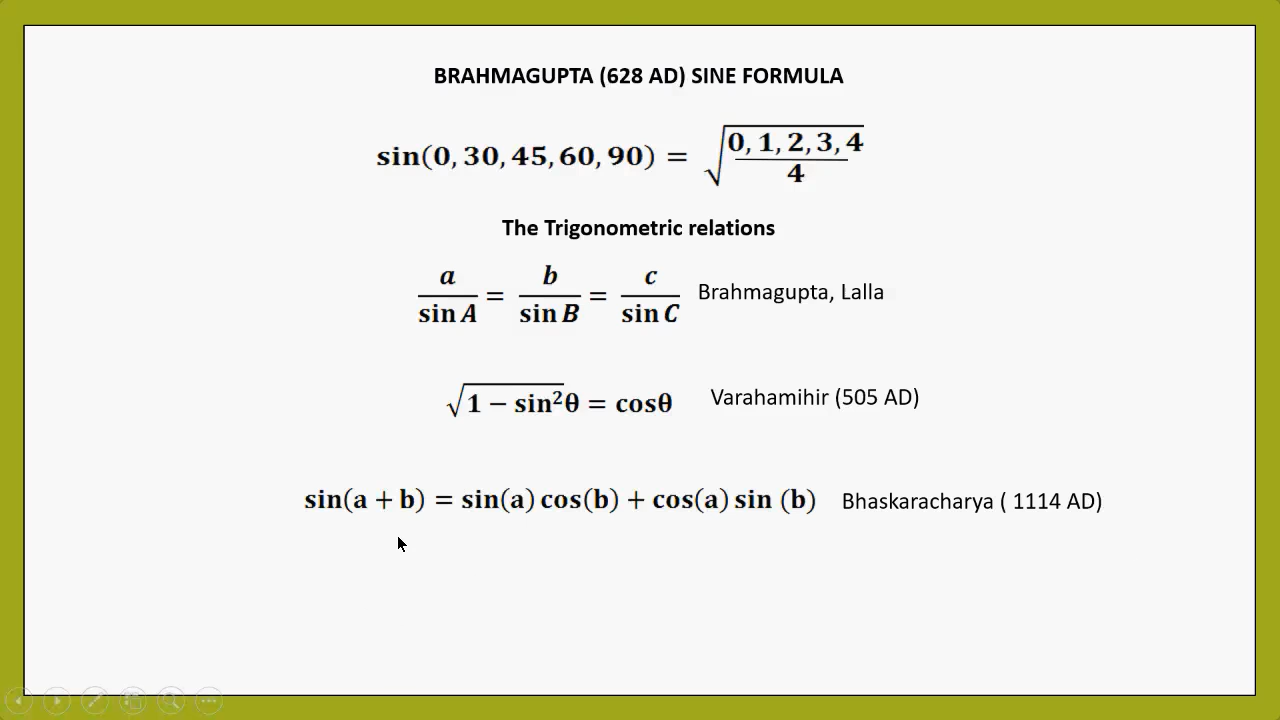 BRAHMAGUPTA (628 AD) SINE FORMULA
sin(0, 30, 45, 60, 90) = √(0, 1, 2, 3, 4 / 4)
The Trigonometric relations
a / sin A = b / sin B = c / sin C Brahmagupta, Lalla
√1 − sin²θ = cosθ Varahamihir (505 AD)
sin(a + b) = sin(a) cos(b) + cos(a) sin (b) Bhaskaracharya ( 1114 AD)